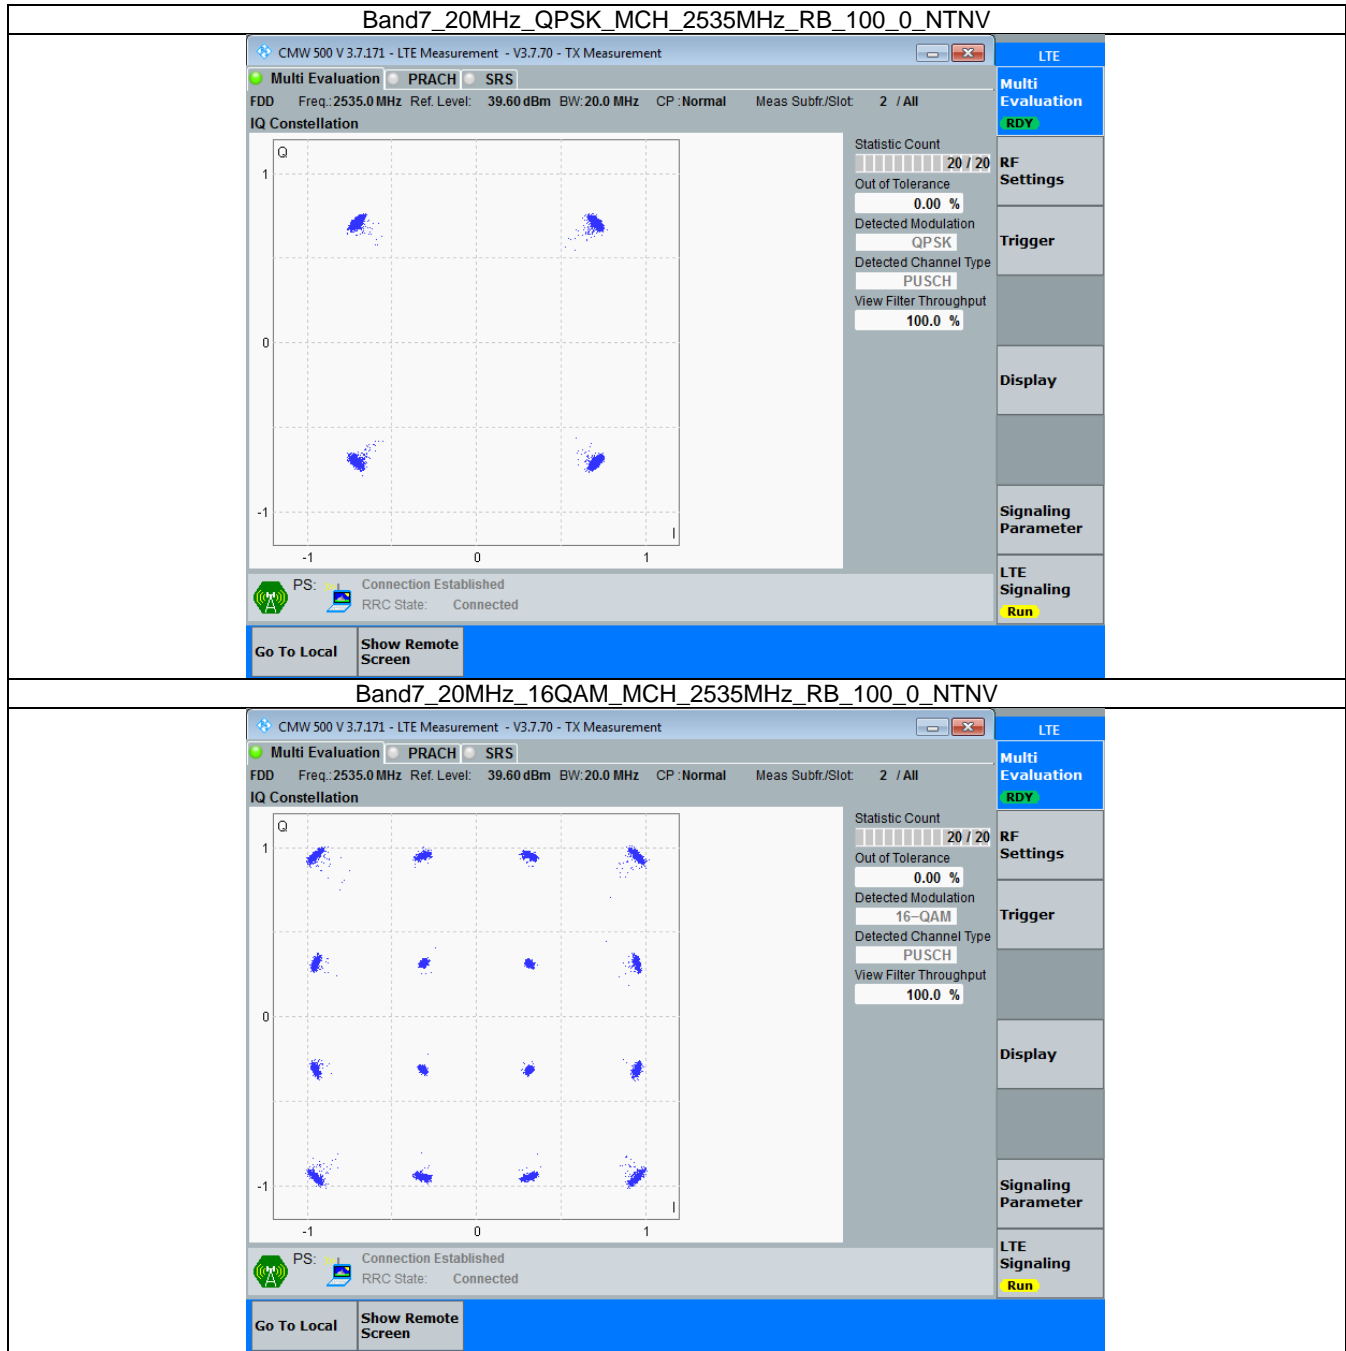 Band7_20MHz_QPSK_MCH_2535MHz_RB_100_0_NTNV
CMW 500 V 3.7.171 - LTE Measurement - V3.7.70 - TX Measurement
LTE
Multi Evaluation PRACH SRS
Multi
Evaluation
RDY
FDD Freg.:2535.0 MHz Ref. Level: 39.60 dBm BW:20.0 MHz CP :Normal Meas Subfr./Slot: 2 / All
IQ Constellation
Q
1
0
-1
I
-1 0 1
Statistic Count
20 / 20
Out of Tolerance
0.00 %
Detected Modulation
QPSK
Detected Channel Type
PUSCH
View Filter Throughput
100.0 %
RF
Settings
Trigger
Display
Signaling
Parameter
LTE
Signaling
Run
PS: Connection Established
RRC State: Connected
Go To Local
Show Remote
Screen
Band7_20MHz_16QAM_MCH_2535MHz_RB_100_0_NTNV
CMW 500 V 3.7.171 - LTE Measurement - V3.7.70 - TX Measurement
LTE
Multi Evaluation PRACH SRS
Multi
Evaluation
RDY
FDD Freq.:2535.0 MHz Ref. Level: 39.60 dBm BW:20.0 MHz CP :Normal Meas Subfr./Slot: 2 / All
IQ Constellation
Q
1
0
-1
I
-1 0 1
Statistic Count
20 / 20
Out of Tolerance
0.00 %
Detected Modulation
16-QAM
Detected Channel Type
PUSCH
View Filter Throughput
100.0 %
RF
Settings
Trigger
Display
Signaling
Parameter
LTE
Signaling
Run
PS: Connection Established
RRC State: Connected
Go To Local
Show Remote
Screen